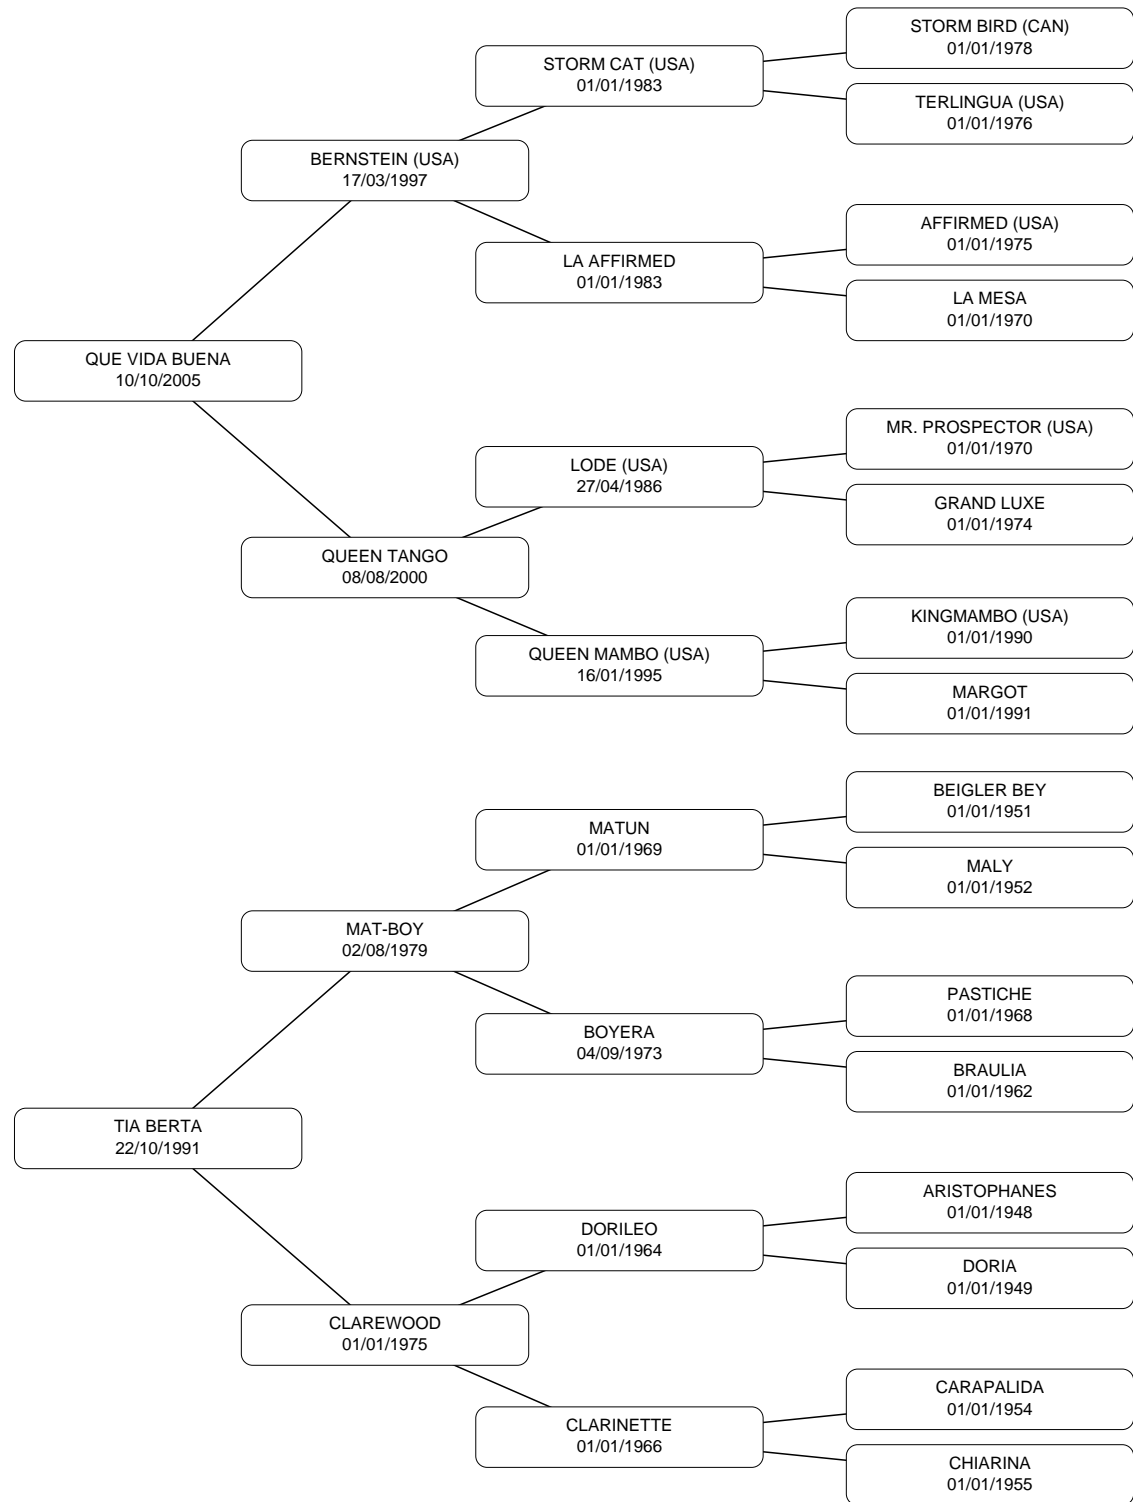 STORM BIRD (CAN)
01/01/1978
STORM CAT (USA)
01/01/1983
TERLINGUA (USA)
01/01/1976
BERNSTEIN (USA)
17/03/1997
AFFIRMED (USA)
01/01/1975
LA AFFIRMED
01/01/1983
LA MESA
01/01/1970
QUE VIDA BUENA
10/10/2005
MR. PROSPECTOR (USA)
01/01/1970
LODE (USA)
27/04/1986
GRAND LUXE
01/01/1974
QUEEN TANGO
08/08/2000
KINGMAMBO (USA)
01/01/1990
QUEEN MAMBO (USA)
16/01/1995
MARGOT
01/01/1991
BEIGLER BEY
01/01/1951
MATUN
01/01/1969
MALY
01/01/1952
MAT-BOY
02/08/1979
PASTICHE
01/01/1968
BOYERA
04/09/1973
BRAULIA
01/01/1962
TIA BERTA
22/10/1991
ARISTOPHANES
01/01/1948
DORILEO
01/01/1964
DORIA
01/01/1949
CLAREWOOD
01/01/1975
CARAPALIDA
01/01/1954
CLARINETTE
01/01/1966
CHIARINA
01/01/1955